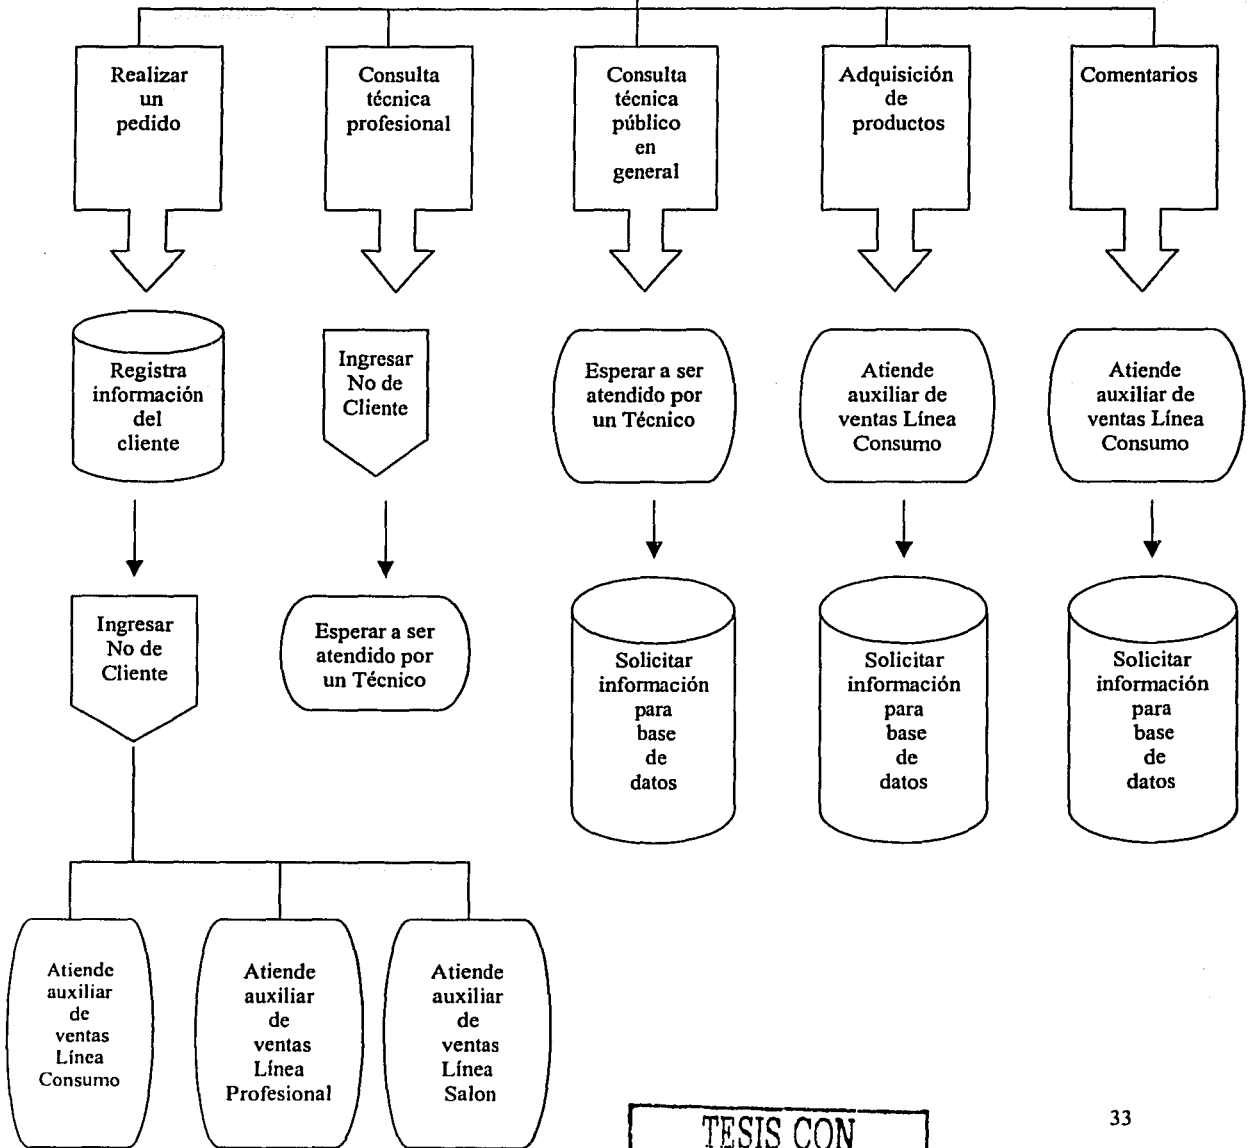 Realizar
un
pedido
Consulta
técnica
profesional
Consulta
técnica
público
en
general
Adquisición
de
productos
Comentarios
Registra
información
del
cliente
Ingresar
No de
Cliente
Esperar a ser
atendido por
un Técnico
Atiende
auxiliar de
ventas Línea
Consumo
Atiende
auxiliar de
ventas Línea
Consumo
Ingresar
No de
Cliente
Esperar a ser
atendido por
un Técnico
Solicitar
información
para
base
de
datos
Solicitar
información
para
base
de
datos
Solicitar
información
para
base
de
datos
Atiende
auxiliar
de
ventas
Línea
Consumo
Atiende
auxiliar
de
ventas
Línea
Profesional
Atiende
auxiliar
de
ventas
Línea
Salon
TESIS CON
33